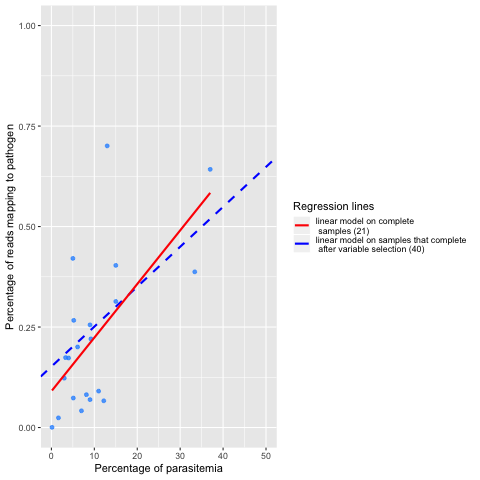 1.00
0.75
0.50
0.25
0.00
Percentage of reads mapping to pathogen
0 10 20 30 40 50
Percentage of parasitemia
Regression lines
linear model on complete
samples (21)
linear model on samples that complete
after variable selection (40)